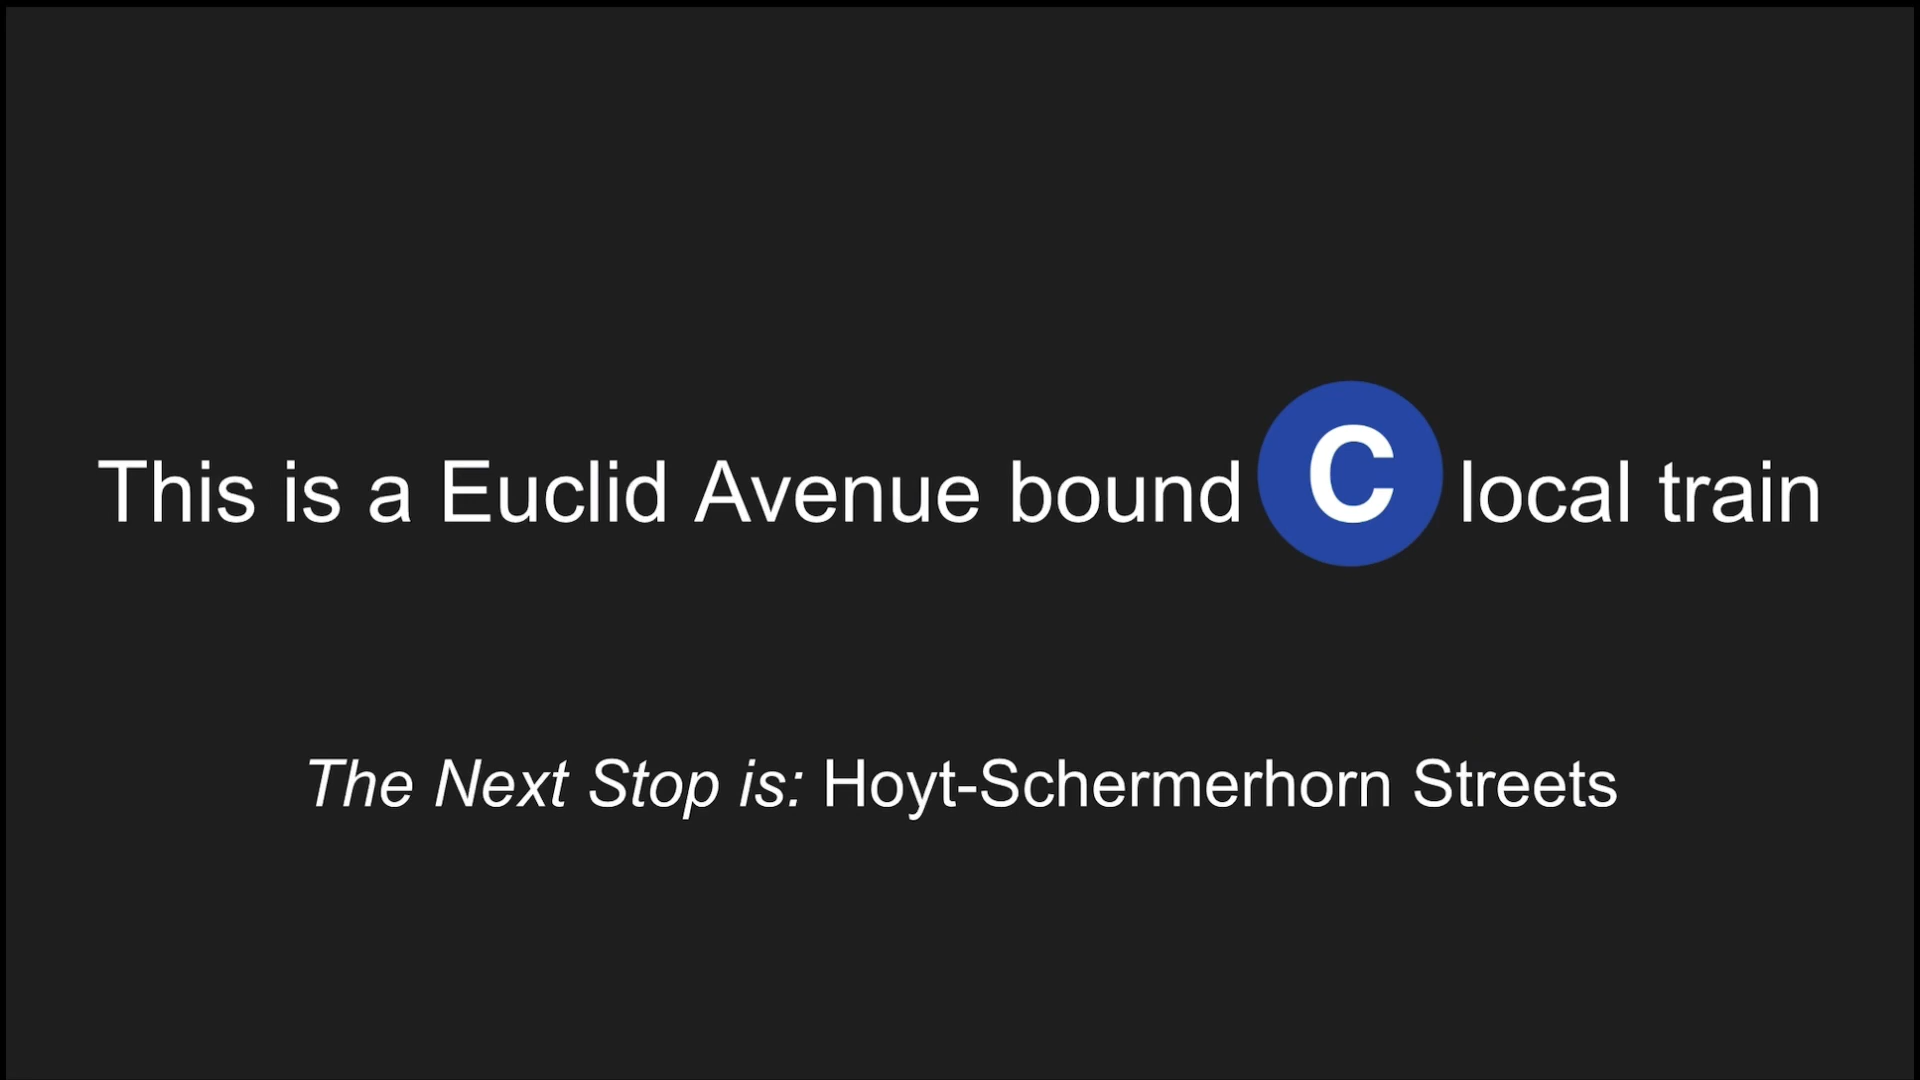 This is a Euclid Avenue bound C local train
The Next Stop is: Hoyt-Schermerhorn Streets